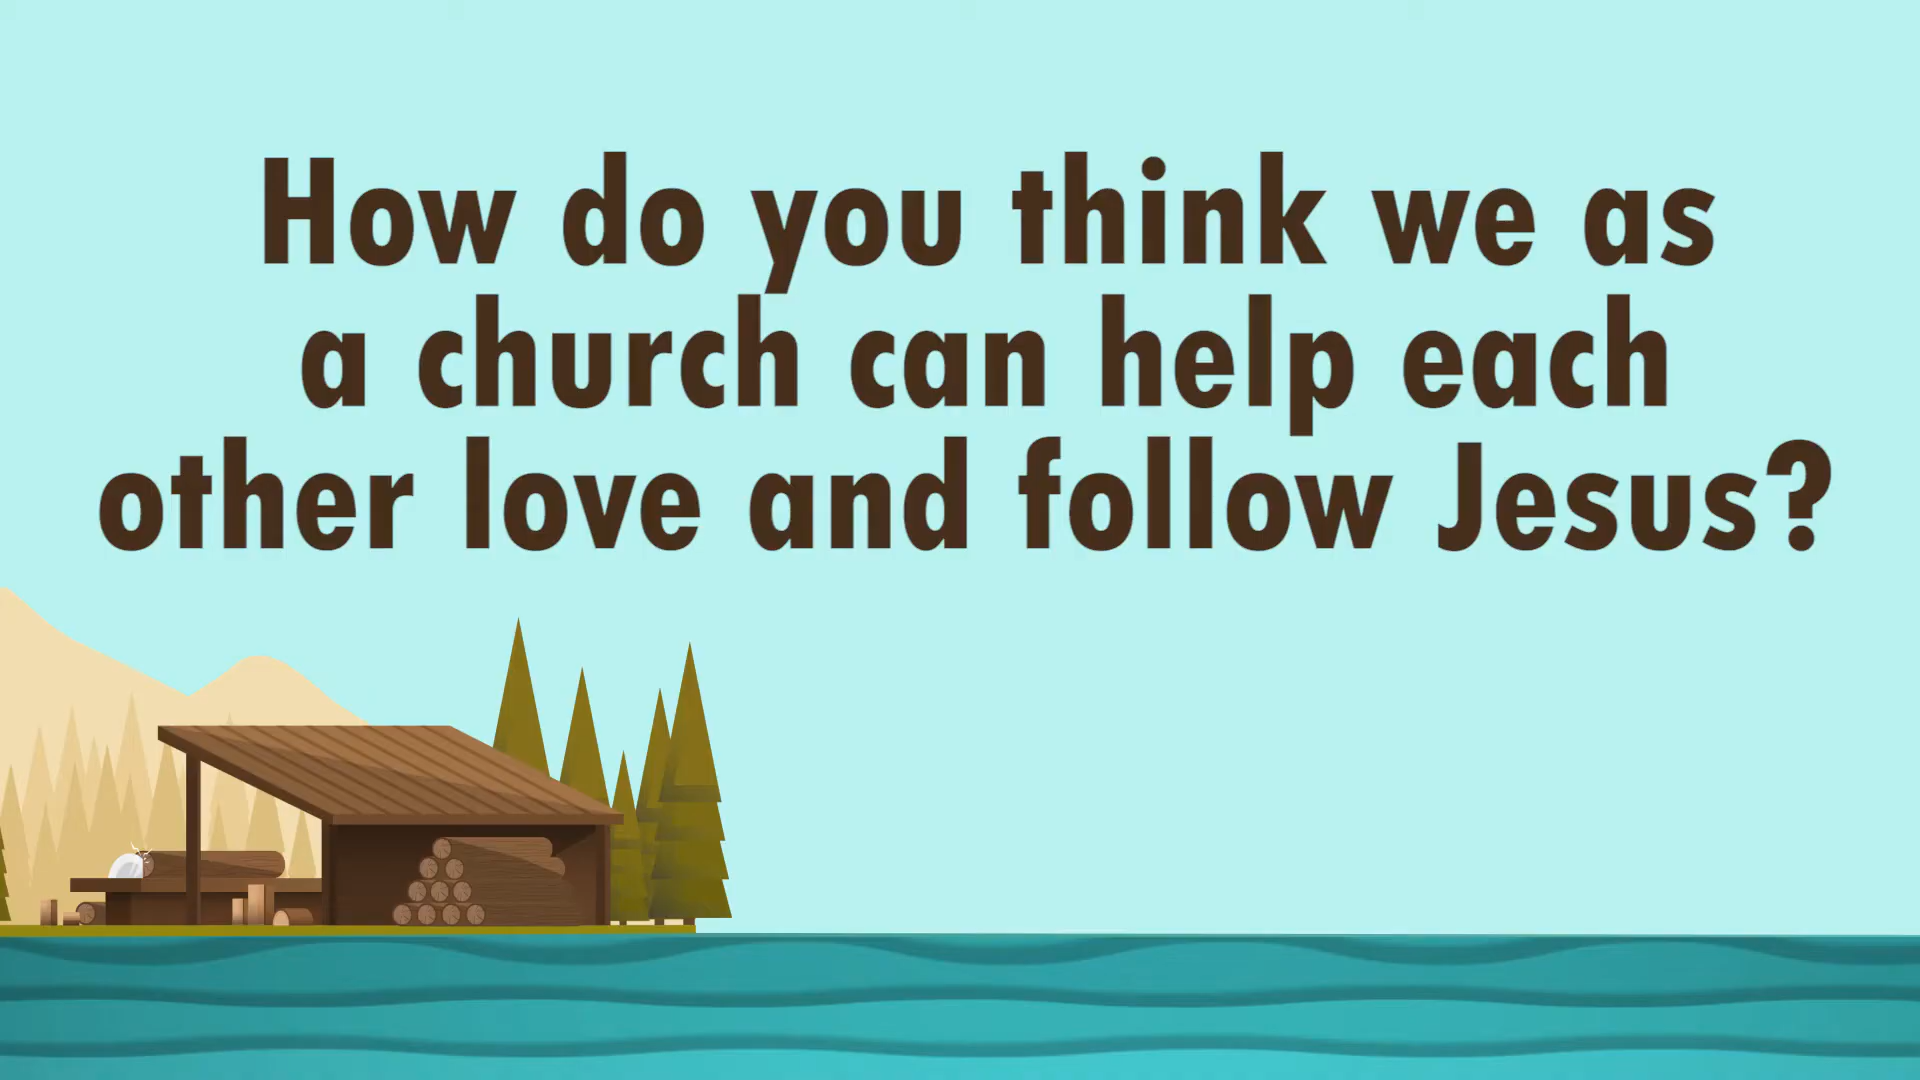 How do you think we as
a church can help each
other love and follow Jesus?